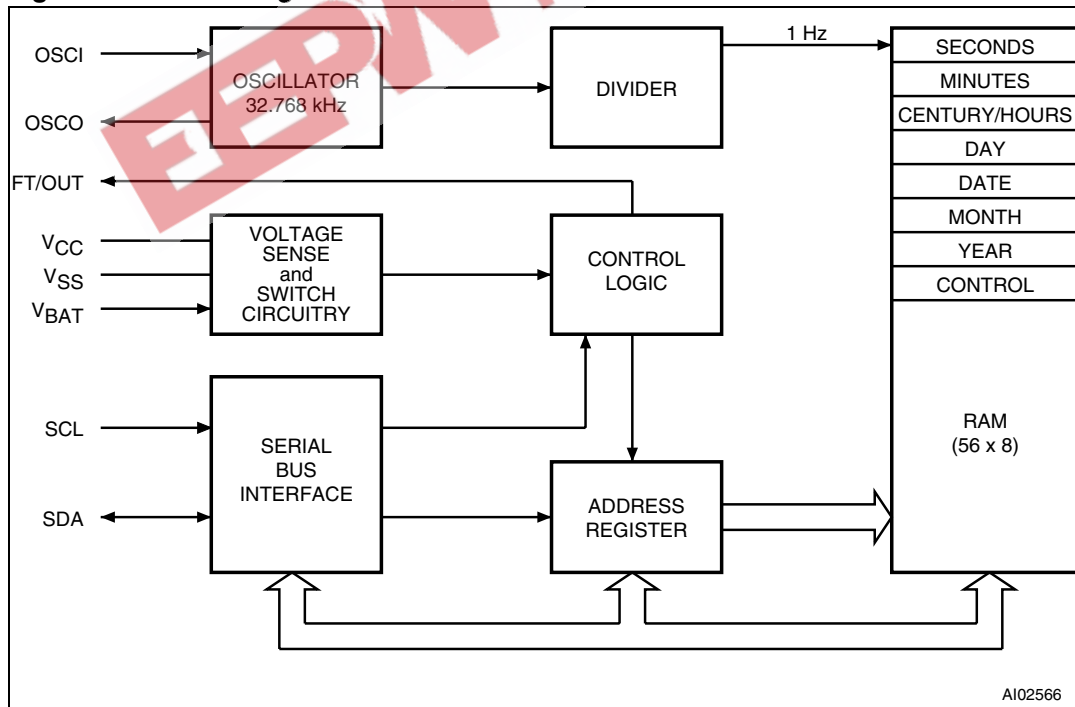 OSCI
OSCO
FT/OUT
VCC
VSS
VBAT
SCL
SDA
OSCILLATOR
32.768 kHz
DIVIDER
1 Hz
VOLTAGE
SENSE
and
SWITCH
CIRCUITRY
CONTROL
LOGIC
SERIAL
BUS
INTERFACE
ADDRESS
REGISTER
SECONDS
MINUTES
CENTURY/HOURS
DAY
DATE
MONTH
YEAR
CONTROL
RAM
(56 x 8)
AI02566